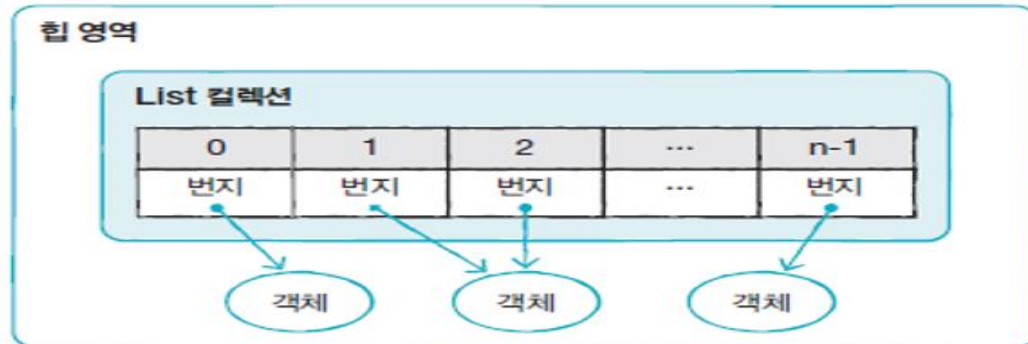 힙 영역
List 컬렉션
0 1 2 ... n-1
번지 번지 번지 ... 번지
객체 객체 객체